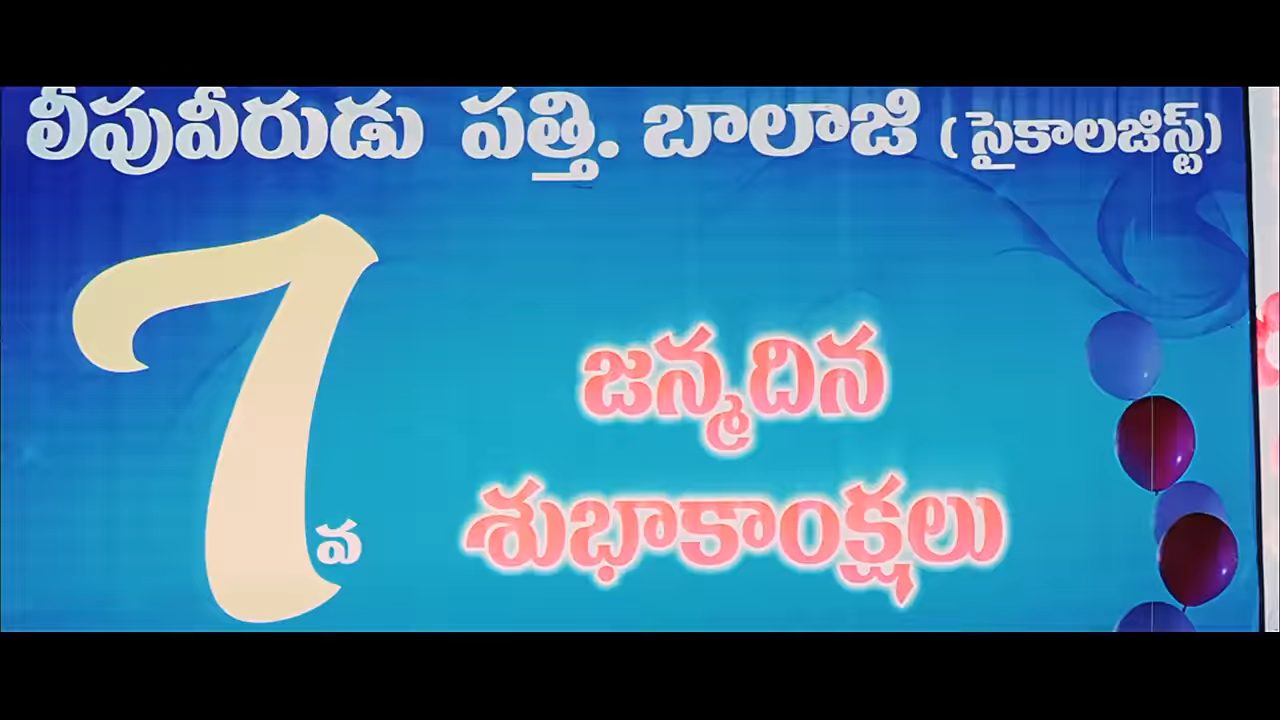 లీపువీరుడు పత్తి. బాలాజి (సైకాలజిస్ట్)
7వ
జన్మదిన
శుభాకాంక్షలు